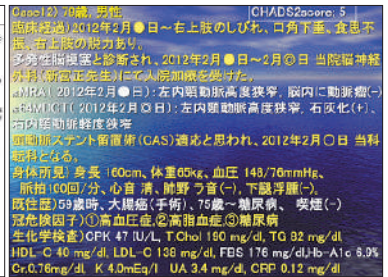 Case12) 79歳, 男性
CHADS2score; 5
臨床経過)2012年2月●日~右上肢のしびれ、口角下垂、食思不振、右上肢の脱力あり。
多発性脳梗塞と診断され、2012年2月●日~2月◎日 当院脳神経外科(新宮正先生)にて入院加療を受けた。
●MRA( 2012年2月●日):左内頸動脈高度狭窄, 脳内に動脈瘤(-)
●64MDCT( 2012年2月◎日):左内頸動脈高度狭窄, 石灰化(+)、
右内頸動脈軽度狭窄
頸動脈ステント留置術(CAS)適応と思われ、2012年2月○日 当科
転科となる。
身体所見) 身長 160cm、体重65kg、血圧 148/76mmHg、
脈拍100回/分、心音 清、肺野 ラ音(-)、下腿浮腫(-)、
既往歴)59歳時、大腸癌(手術)、75歳~糖尿病、 喫煙(-)
冠危険因子)①高血圧症,②高脂血症,③糖尿病
生化学検査)CPK 47 IU/L, T.Chol 190 mg/dl, TG 82 mg/dl,
HDL-C 40 mg/dl, LDL-C 138 mg/dl, FBS 176 mg/dl,Hb-A1c 6.9%
Cr.0.76mg/dl, K 4.0mEq/l UA 3.4 mg/dl, CRP 0.12 mg/dl